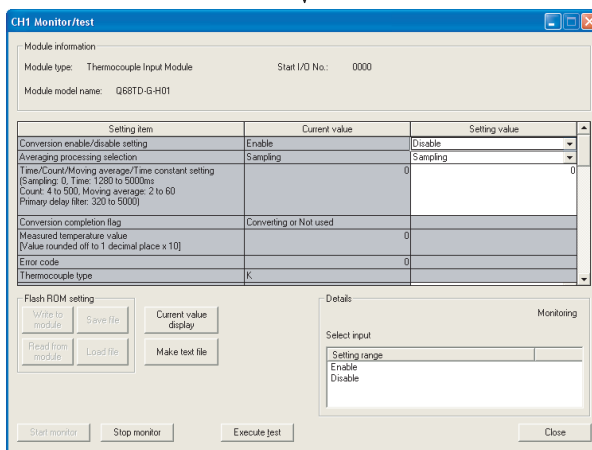 CH1 Monitor/test
Module information
Module type: Thermocouple Input Module Start I/O No.: 0000
Module model name: Q68TD-G-H01
Setting item Current value Setting value
Conversion enable/disable setting Enable Disable
Averaging processing selection Sampling Sampling
Time/Count/Moving average/Time constant setting 0 0
(Sampling: 0, Time: 1280 to 5000ms
Count: 4 to 500, Moving average: 2 to 60
Primary delay filter: 320 to 5000)
Conversion completion flag Converting or Not used
Measured temperature value 0
[Value rounded off to 1 decimal place x 10]
Error code 0
Thermocouple type K
Flash ROM setting Details
Write to module Save file Current value display Monitoring
Select input
Read from module Load file Make text file Setting range
Enable
Disable
Start monitor Stop monitor Execute test Close